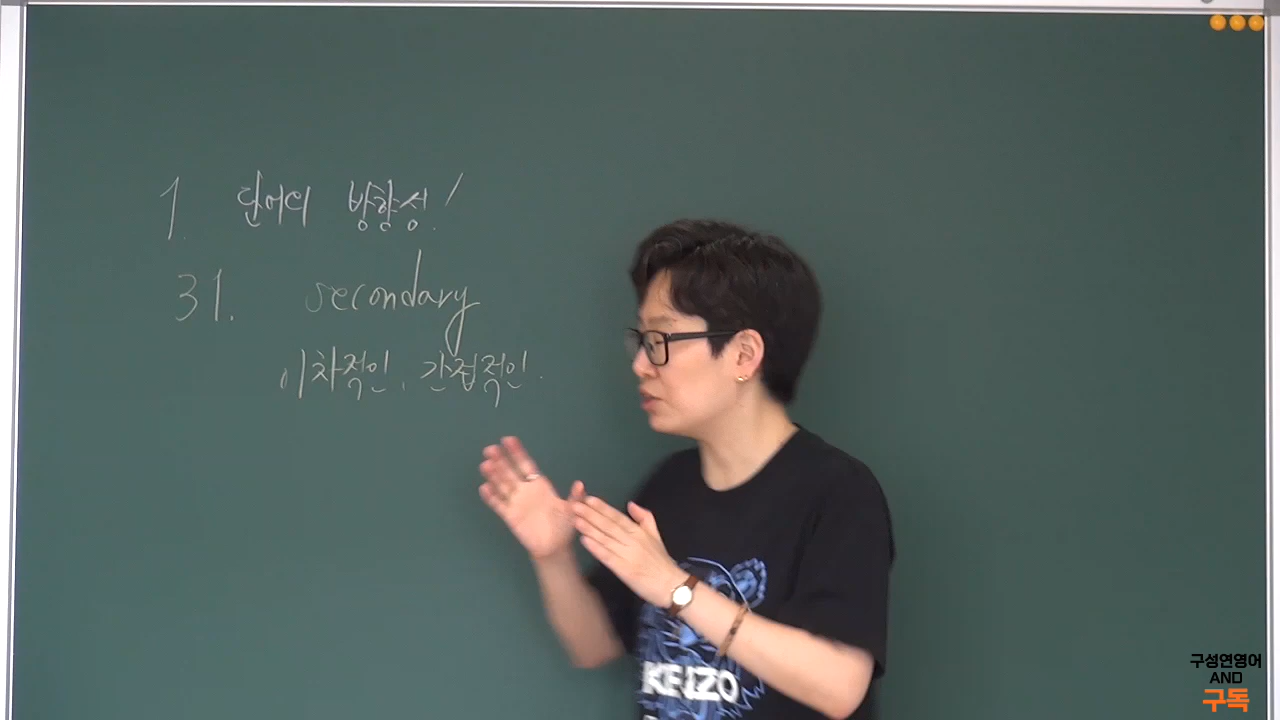 1. 단어의 방향성!
31. secondary
이차적인, 간접적인.
KENZO
구성연영어
AND
구독